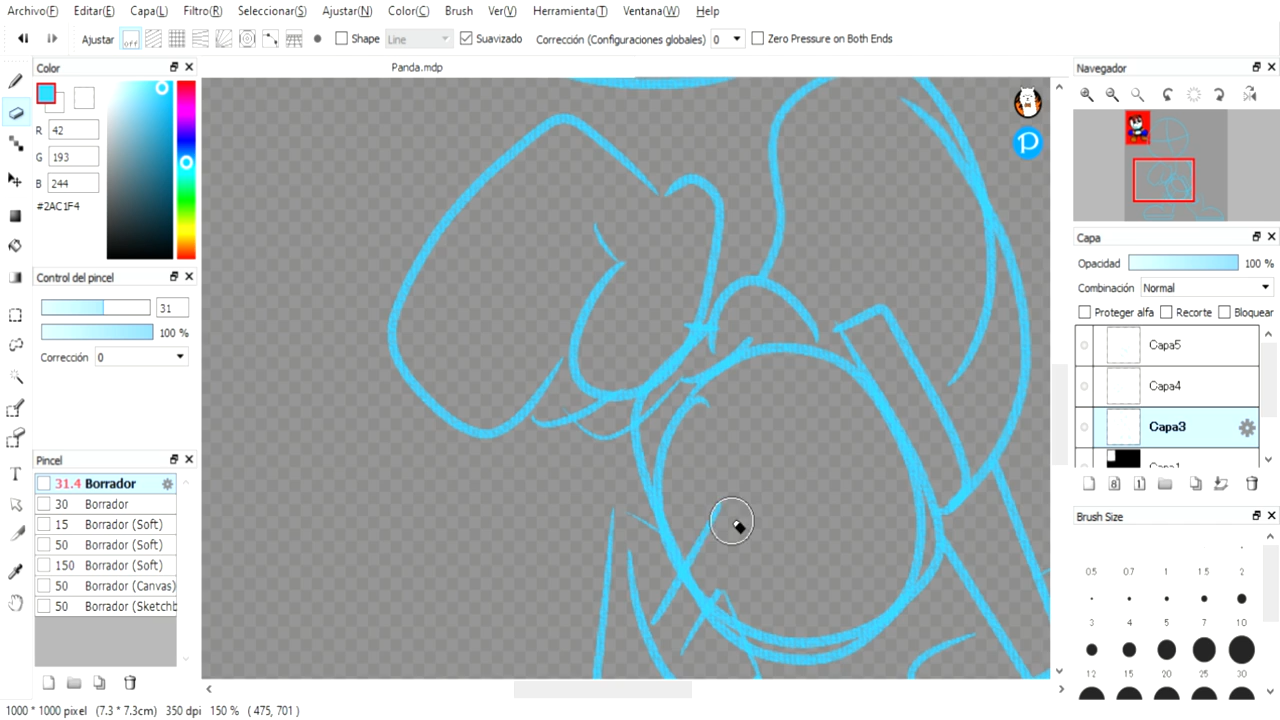 Archivo(F) Editar(E) Capa(L) Filtro(R) Seleccionar(S) Ajustar(N) Color(C) Brush Ver(V) Herramienta(T) Ventana(W) Help
Ajustar off Shape Line Suavizado Corrección (Configuraciones globales) 0 Zero Pressure on Both Ends
Color
Panda.mdp
R 42
G 193
B 244
#2AC1F4
Control del pincel
31
100 %
Corrección 0
Pincel
31.4 Borrador
30 Borrador
15 Borrador (Soft)
50 Borrador (Soft)
150 Borrador (Soft)
50 Borrador (Canvas)
50 Borrador (Sketchb
Navegador
Capa
Opacidad 100 %
Combinación Normal
Proteger alfa Recorte Bloquear
Capa5
Capa4
Capa3
Capa1
Brush Size
0.5 0.7 1 1.5 2
3 4 5 7 10
12 15 20 25 30
1000 * 1000 pixel (7.3 * 7.3cm) 350 dpi 150 % ( 475, 701 )